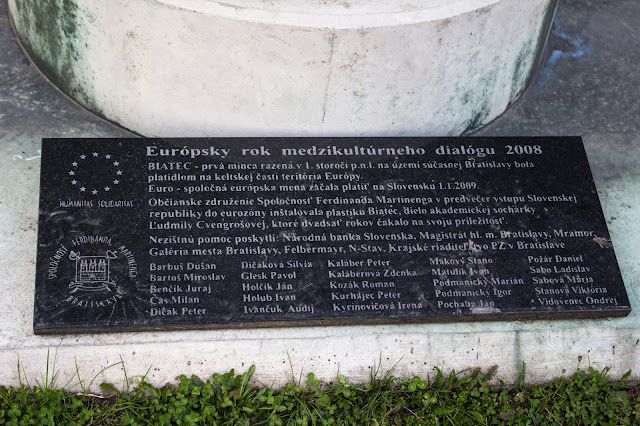 Európsky rok medzikultúrneho dialógu 2008
BIATEC - prvá minca razená v 1. storočí p.n.l. na území súčasnej Bratislavy bola
platidlom na keltskej časti teritória Európy.
Euro - spoločná európska mena začala platiť na Slovensku 1.1.2009.
Občianske združenie Spoločnosť Ferdinanda Martinenga v predvečer vstupu Slovenskej
republiky do eurozóny inštalovala plastiku Biatec, dielo akademickej sochárky
Ľudmily Cvengrošovej, ktoré dvadsať rokov čakalo na svoju príležitosť.
Nezištnú pomoc poskytli: Národná banka Slovenska, Magistrát hl. m. Bratislavy, Mramor,
Galéria mesta Bratislavy, Felbermayr, N-Stav, Krajské riaditeľstvo PZ v Bratislave
HUMANITAS SOLIDARITAS
SPOLOČNOSŤ FERDINANDA MARTINENGA
BRATISLAVA
Barbuš Dušan
Bartoš Miroslav
Benčík Juraj
Čas Milan
Dičak Peter
Dičáková Silvia
Glesk Pavol
Holčík Ján
Holub Ivan
Ivančuk Audij
Kaláber Peter
Kaláberová Zdenka
Kozák Roman
Kurhájec Peter
Kyrinovičová Irena
Makový Stano
Matulík Ivan
Podmanický Marián
Podmanický Igor
Pochaba Ján
Požár Daniel
Sabo Ladislav
Sabová Mária
Stanová Viktória
Vidovenec Ondrej